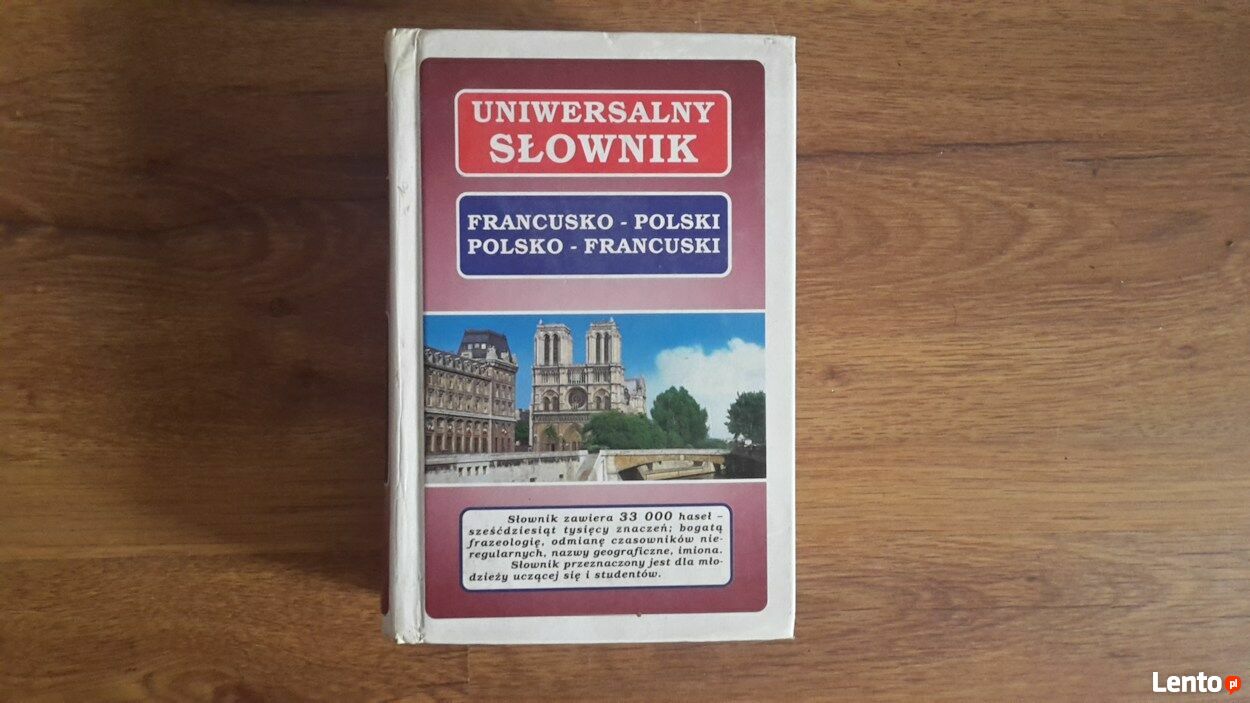 UNIWERSALNY
SŁOWNIK
FRANCUSKO - POLSKI
POLSKO - FRANCUSKI
Słownik zawiera 33 000 haseł –
sześćdziesiąt tysięcy znaczeń; bogatą
frazeologię, odmianę czasowników nie-
regularnych, nazwy geograficzne, imiona.
Słownik przeznaczony jest dla mło-
dzieży uczącej się i studentów.
Lento pl